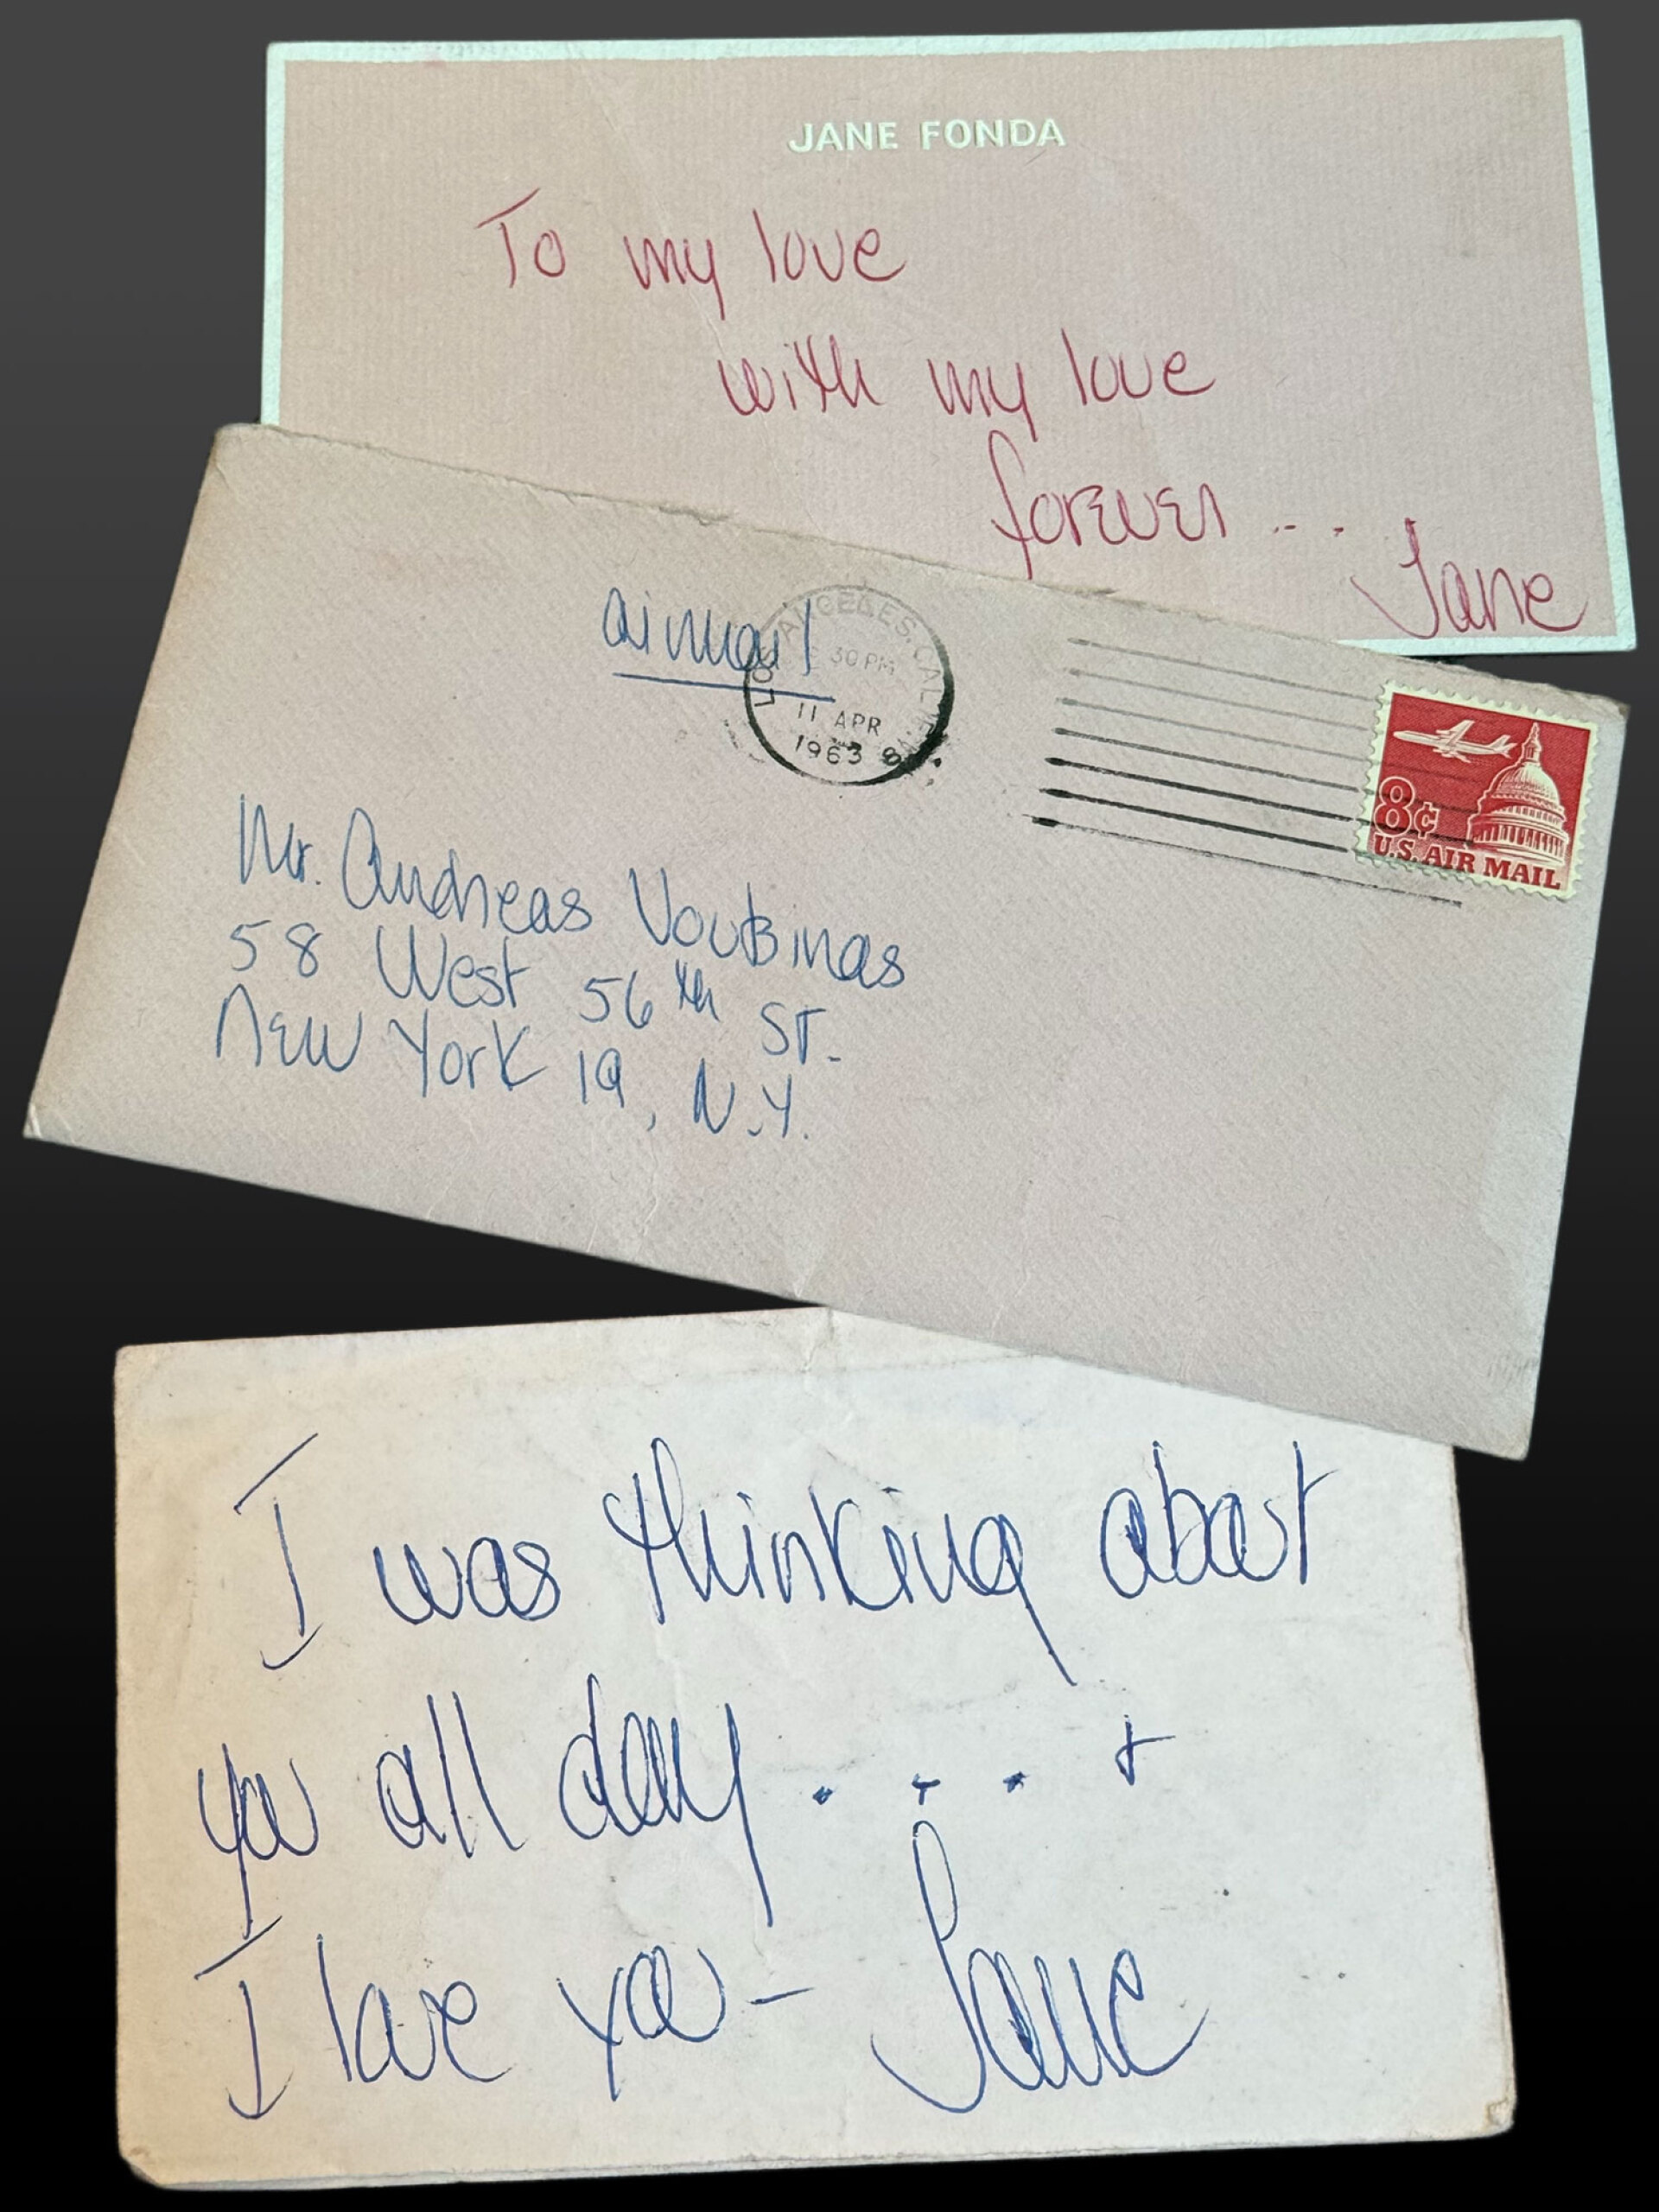 JANE FONDA
To my love
with my love
forever...
Jane
airmail
LOS ANGELES, CALIF.
30 PM
11 APR
1963
8¢
U.S. AIR MAIL
Mr. Andreas Voutsinas
58 West 56th St.
New York 19, N.Y.
I was thinking about
you all day.... +
I love you - Jane